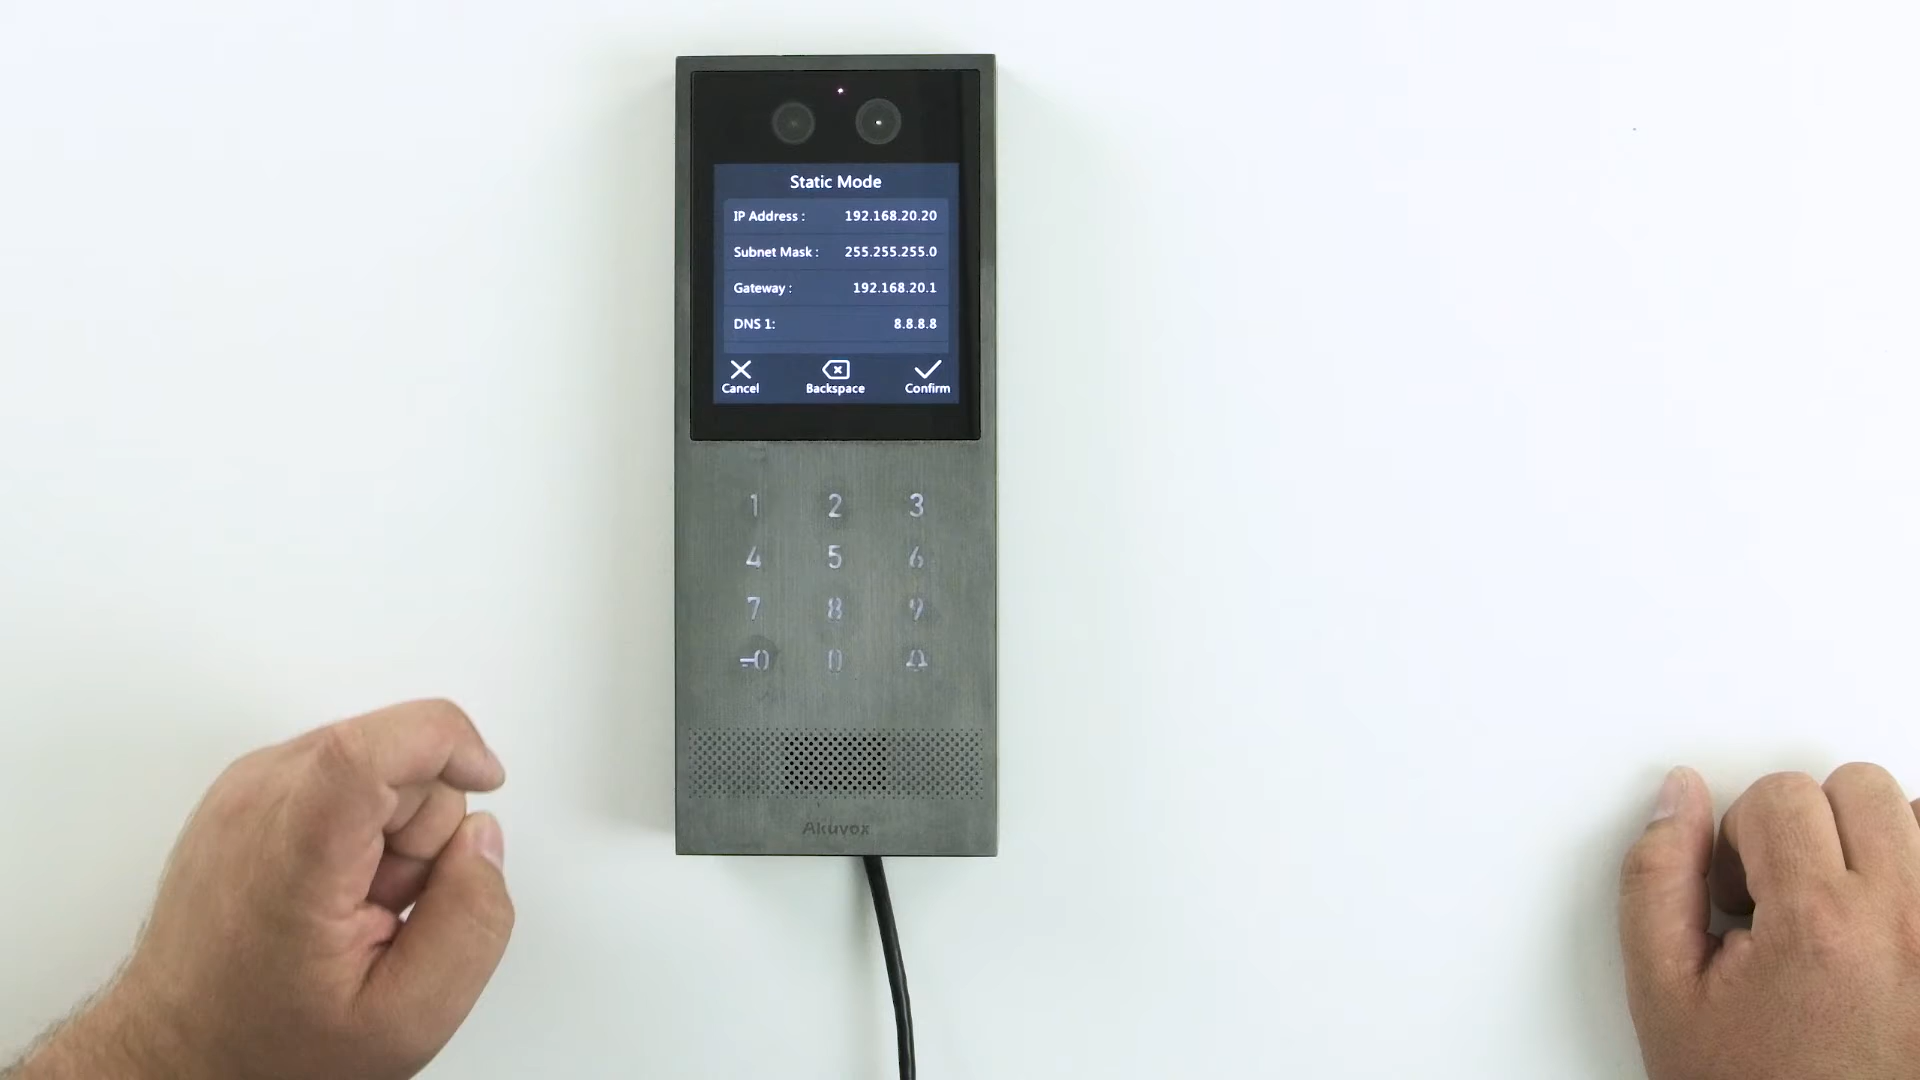 Static Mode
IP Address : 192.168.20.20
Subnet Mask : 255.255.255.0
Gateway : 192.168.20.1
DNS 1: 8.8.8.8
Cancel Backspace Confirm
1 2 3
4 5 6
7 8 9
0
Akuvox